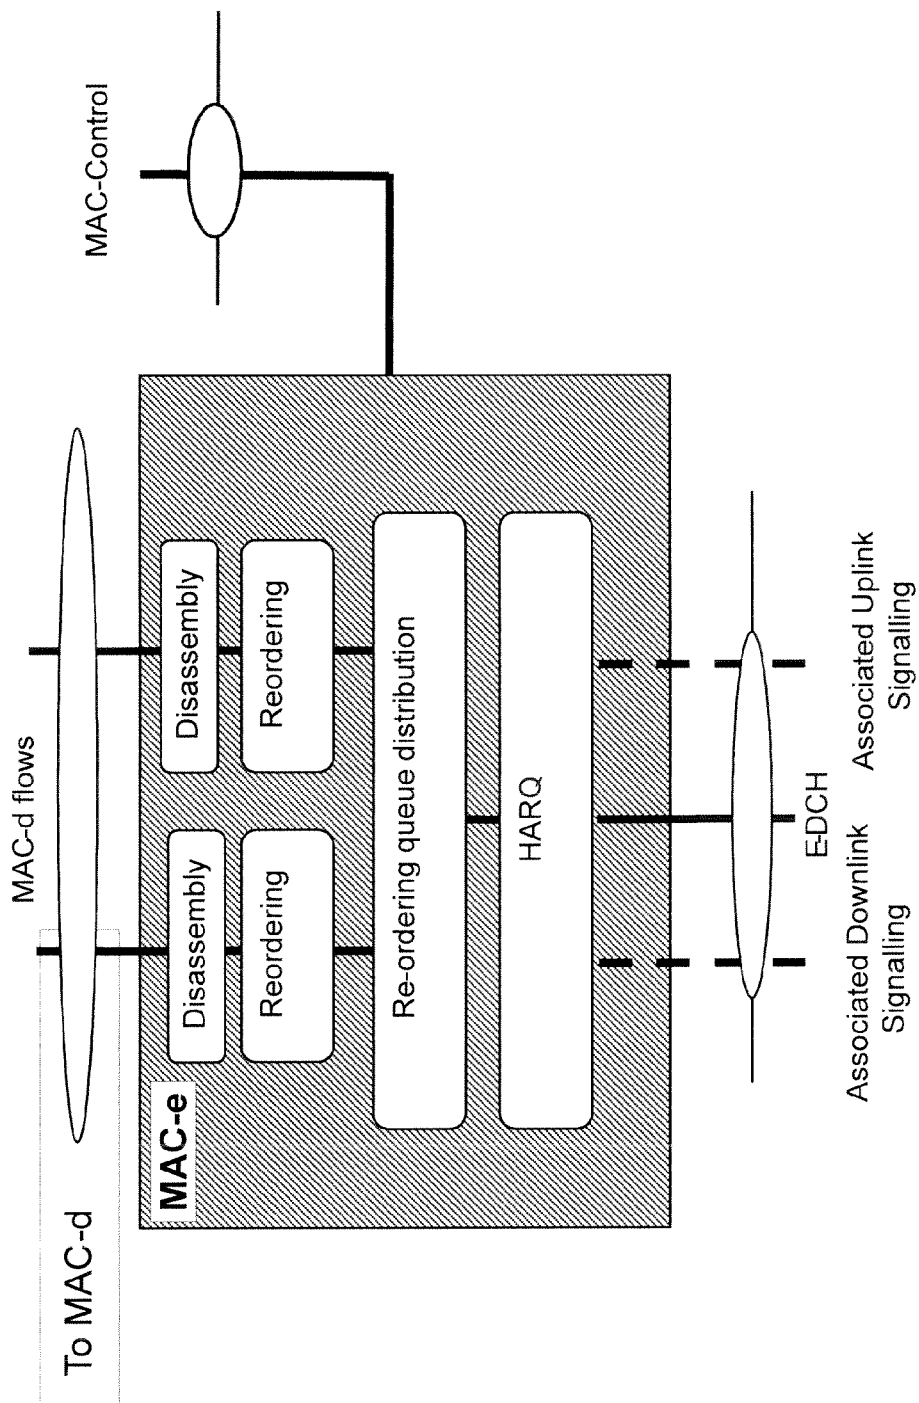 To MAC-d
MAC-d flows
MAC-Control
MAC-e
Disassembly
Disassembly
Reordering
Reordering
Re-ordering queue distribution
HARQ
Associated Downlink
Signalling
E-DCH
Associated Uplink
Signalling